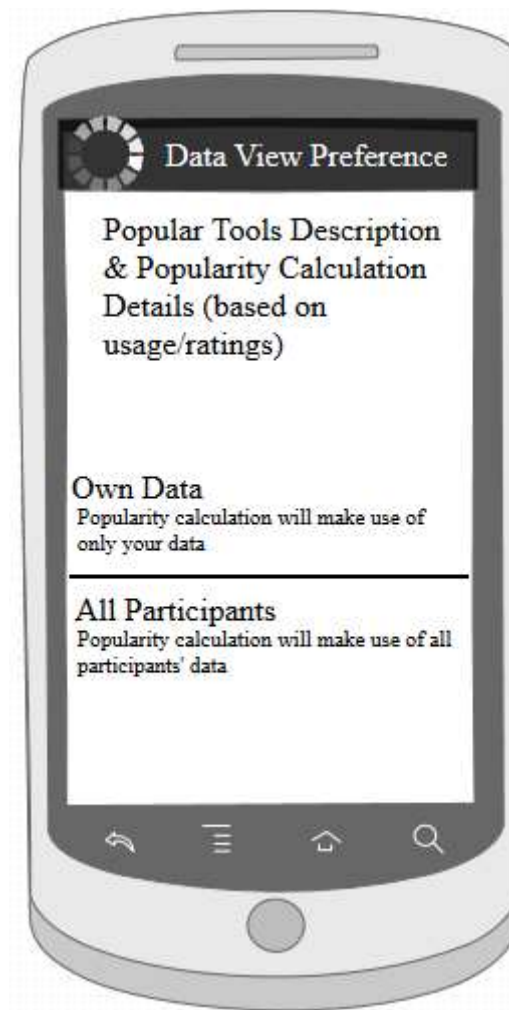 Data View Preference
Popular Tools Description
& Popularity Calculation
Details (based on
usage/ratings)
Own Data
Popularity calculation will make use of
only your data
All Participants
Popularity calculation will make use of all
participants' data